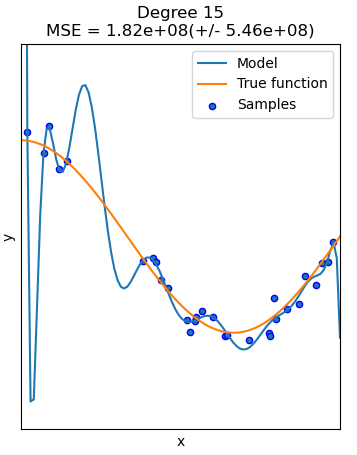 Degree 15
MSE = 1.82e+08(+/- 5.46e+08)
Model
True function
Samples
y
x